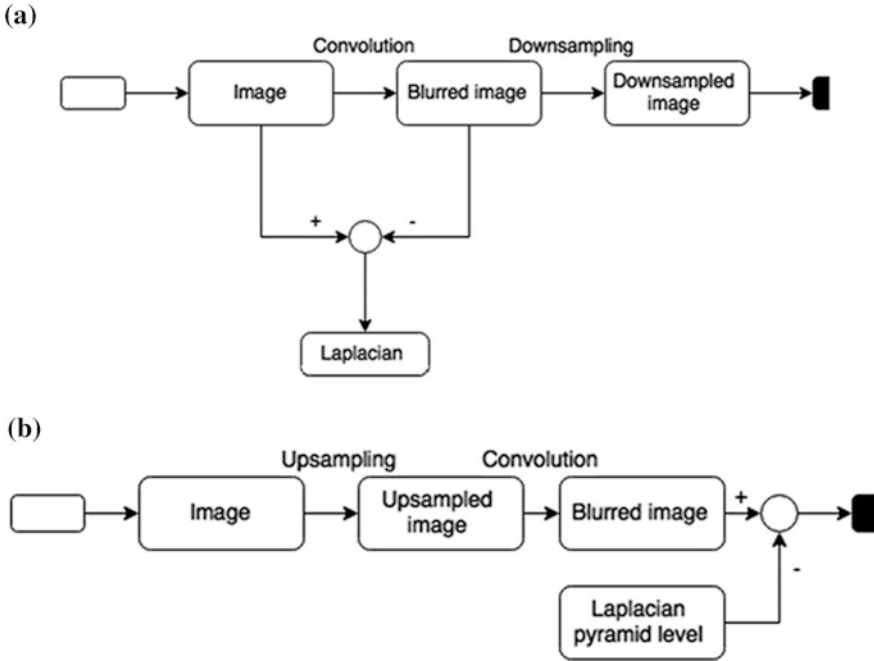 (a)
Convolution
Downsampling
Image
Blurred image
Downsampled
image
+
-
Laplacian
(b)
Upsampling
Convolution
Image
Upsampled
image
Blurred image
+
-
Laplacian
pyramid level